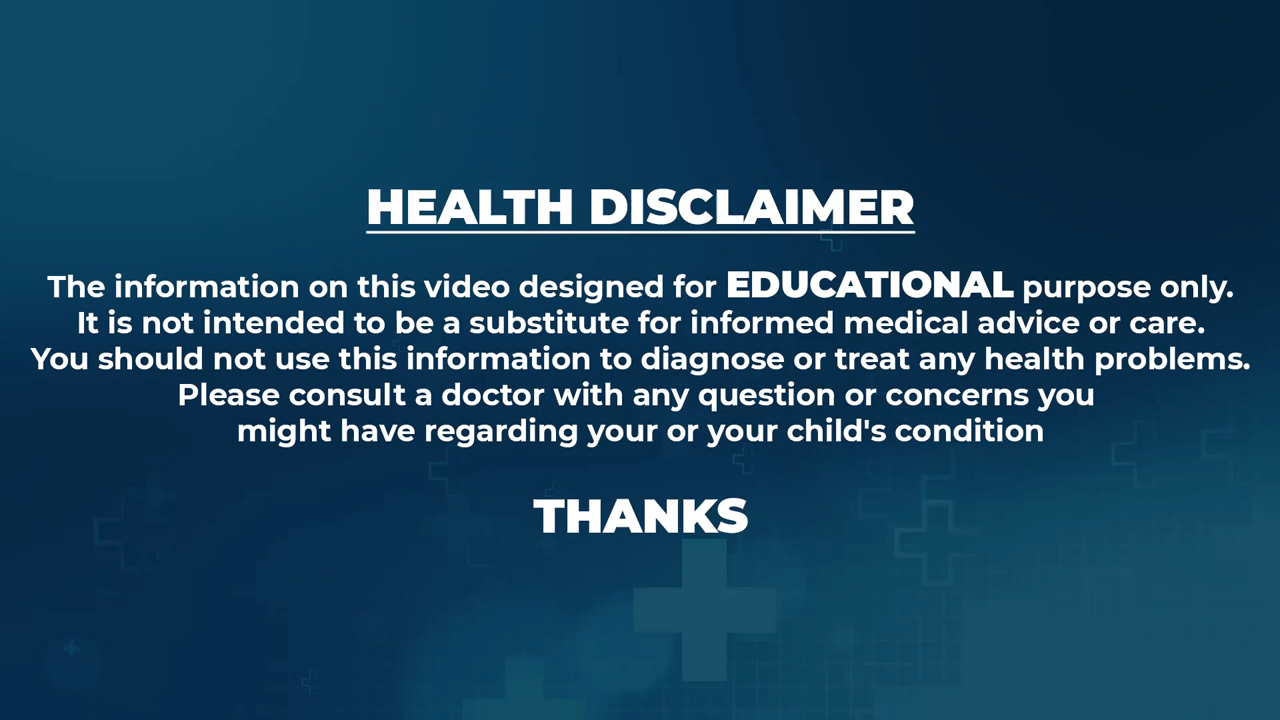 HEALTH DISCLAIMER
The information on this video designed for EDUCATIONAL purpose only.
It is not intended to be a substitute for informed medical advice or care.
You should not use this information to diagnose or treat any health problems.
Please consult a doctor with any question or concerns you
might have regarding your or your child's condition
THANKS